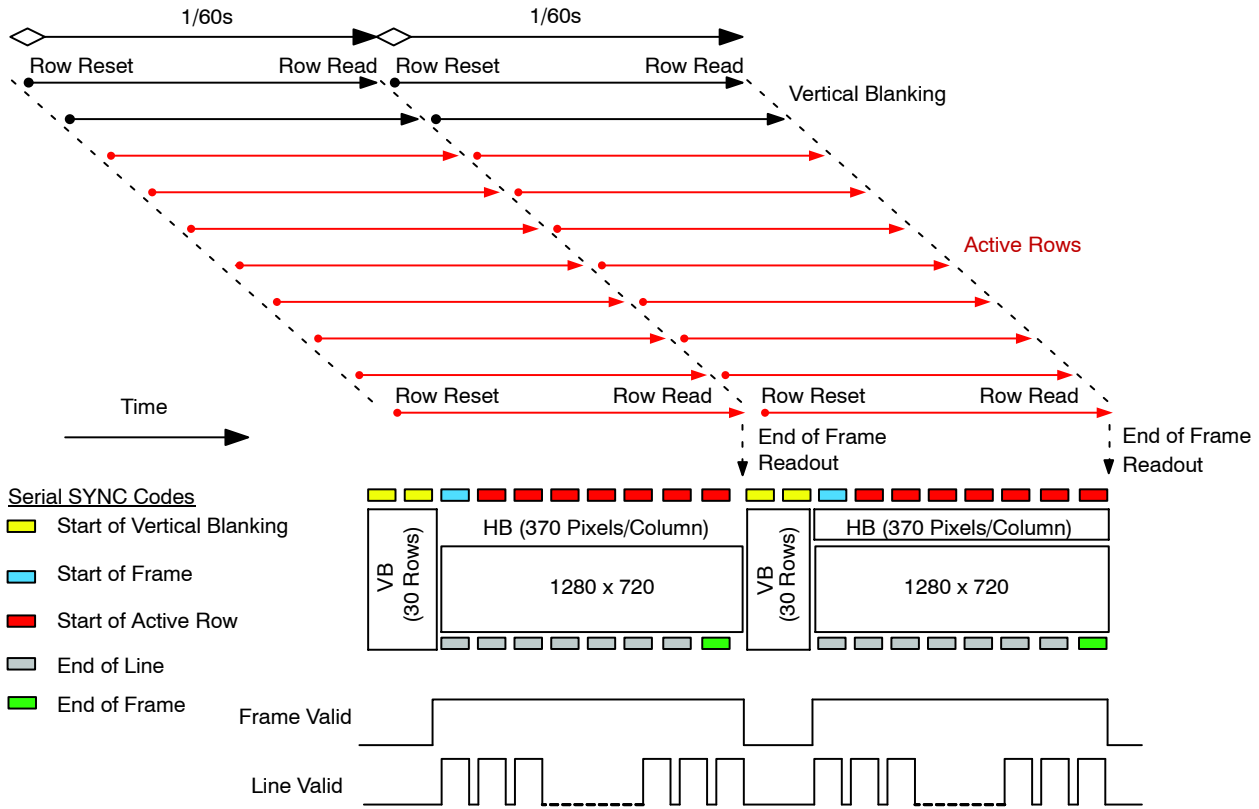 1/60s
1/60s
Row Reset
Row Read
Row Reset
Row Read
Vertical Blanking
Active Rows
Row Reset
Row Read
Row Reset
Row Read
Time
End of Frame
Readout
End of Frame
Readout
Serial SYNC Codes
Start of Vertical Blanking
Start of Frame
Start of Active Row
End of Line
End of Frame
VB
(30 Rows)
HB (370 Pixels/Column)
1280 x 720
VB
(30 Rows)
HB (370 Pixels/Column)
1280 x 720
Frame Valid
Line Valid